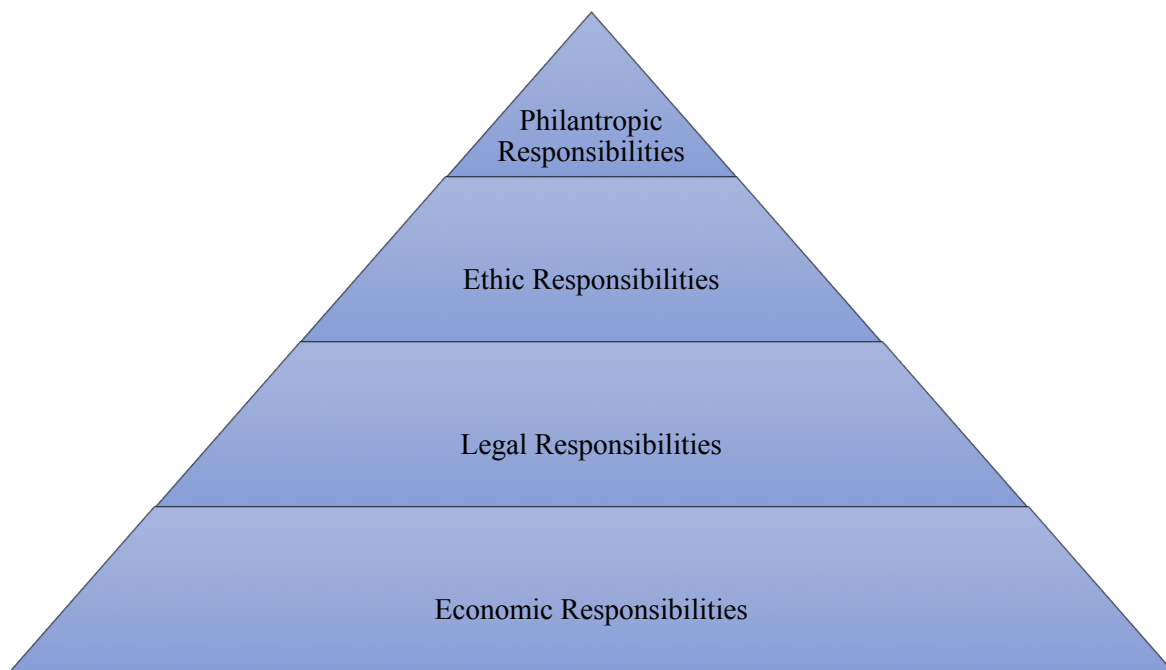 Philantropic
Responsibilities
Ethic Responsibilities
Legal Responsibilities
Economic Responsibilities